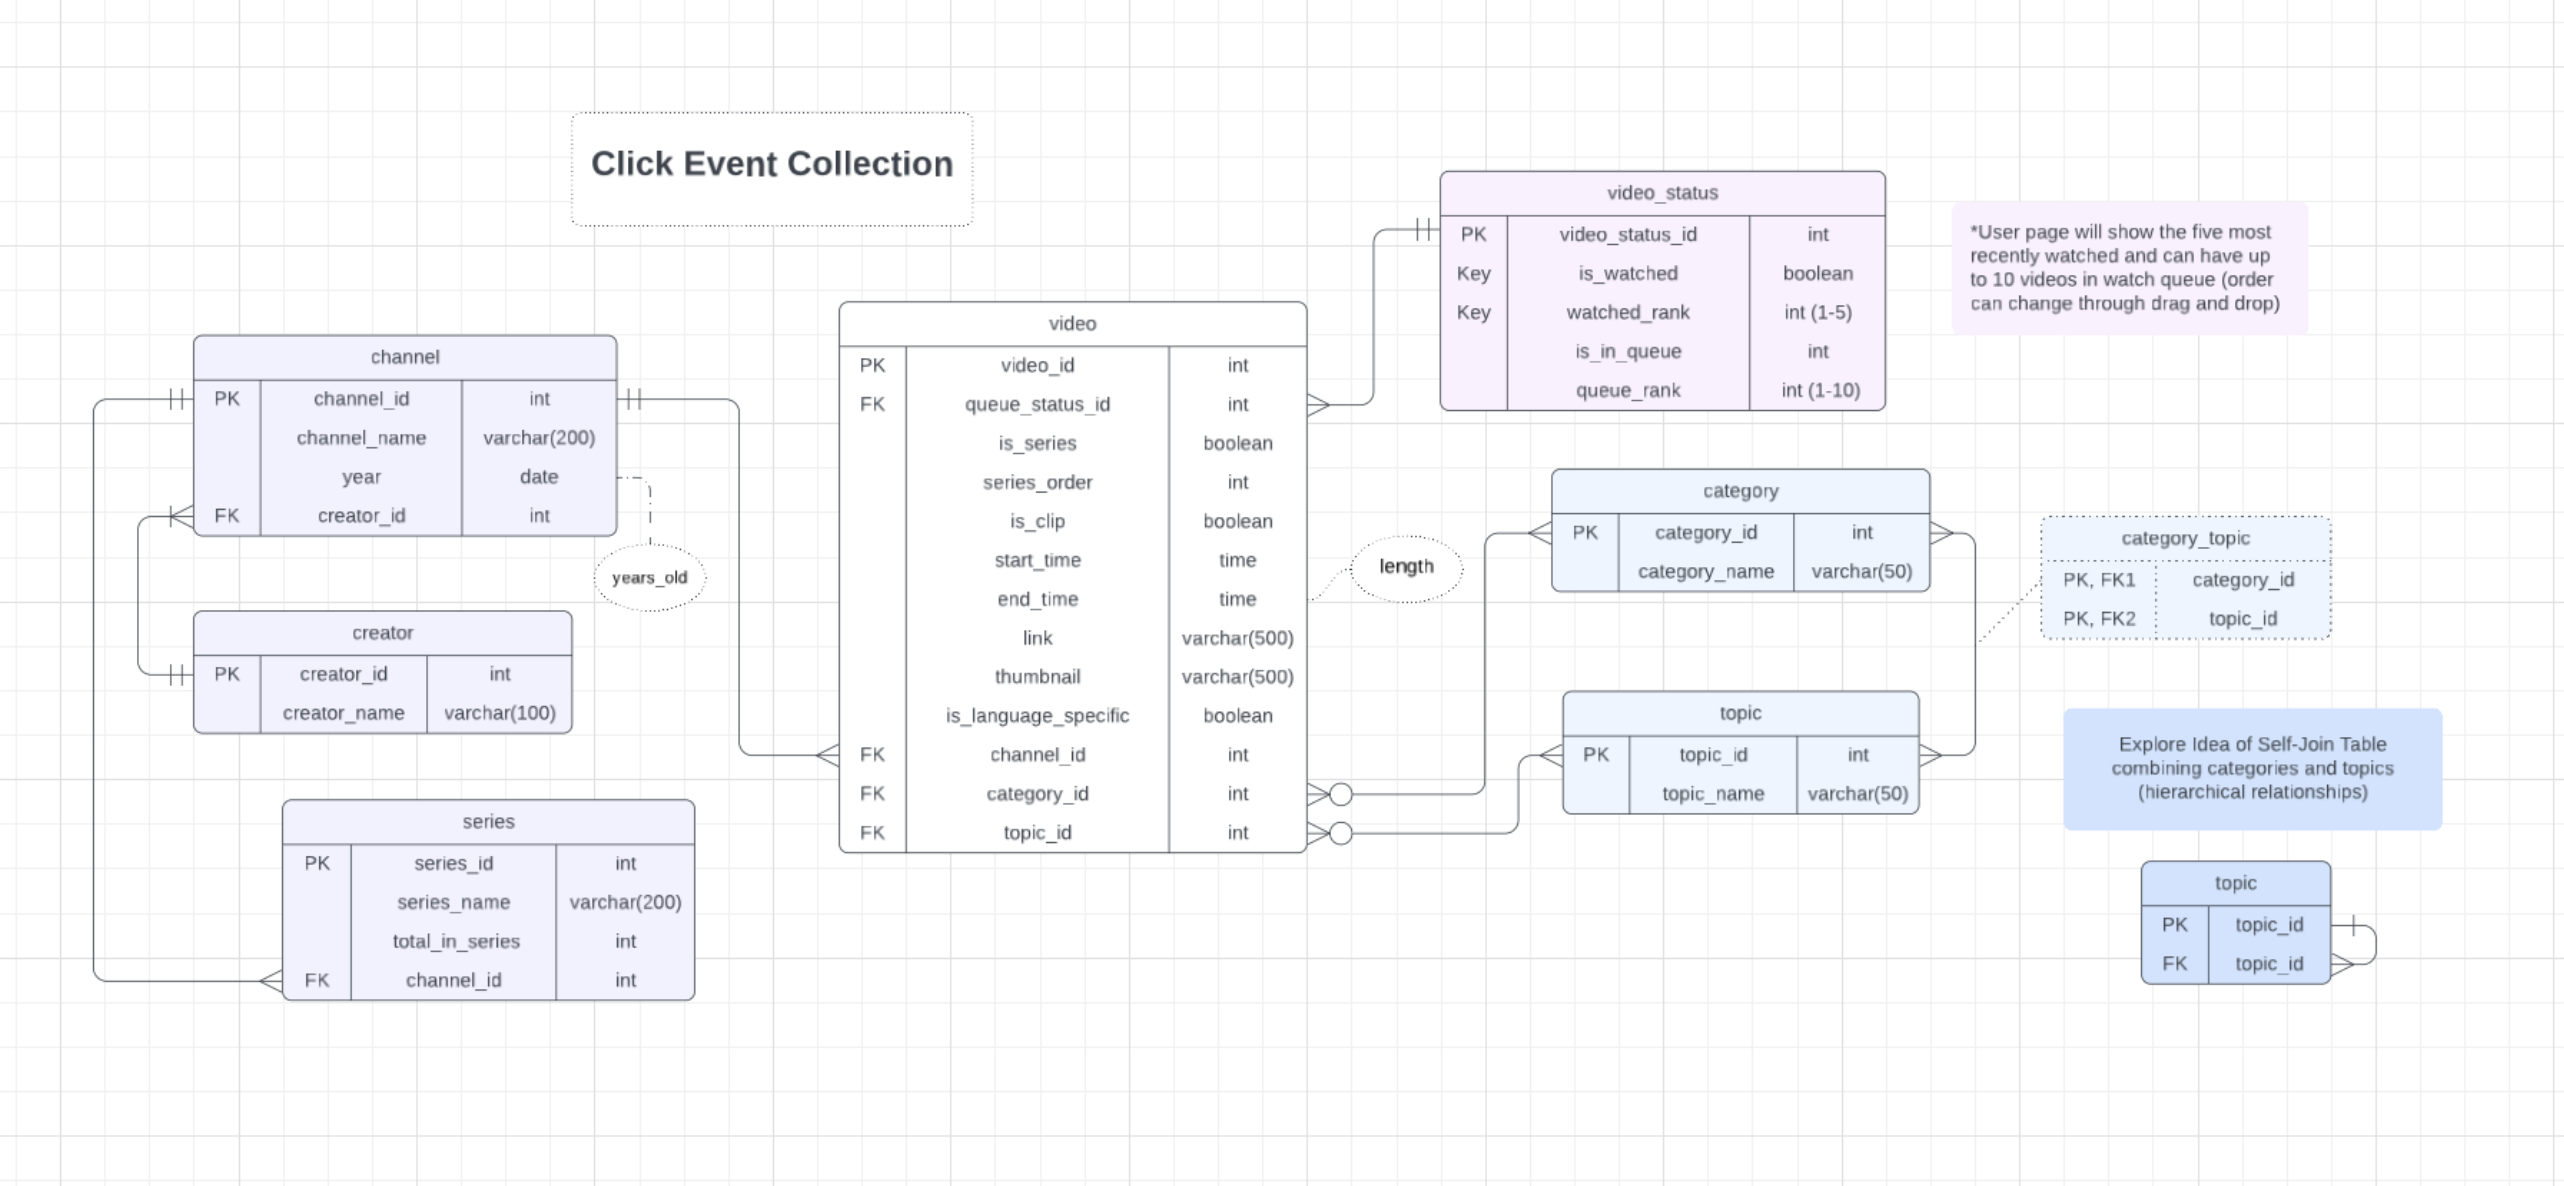 Click Event Collection
video_status
PK video_status_id int
Key is_watched boolean
Key watched_rank int (1-5)
is_in_queue int
queue_rank int (1-10)
*User page will show the five most
recently watched and can have up
to 10 videos in watch queue (order
can change through drag and drop)
channel
PK channel_id int
channel_name varchar(200)
year date
FK creator_id int
years_old
creator
PK creator_id int
creator_name varchar(100)
series
PK series_id int
series_name varchar(200)
total_in_series int
FK channel_id int
video
PK video_id int
FK queue_status_id int
is_series boolean
series_order int
is_clip boolean
start_time time
end_time time
link varchar(500)
thumbnail varchar(500)
is_language_specific boolean
FK channel_id int
FK category_id int
FK topic_id int
length
category
PK category_id int
category_name varchar(50)
topic
PK topic_id int
topic_name varchar(50)
category_topic
PK, FK1 category_id
PK, FK2 topic_id
Explore Idea of Self-Join Table
combining categories and topics
(hierarchical relationships)
topic
PK topic_id
FK topic_id